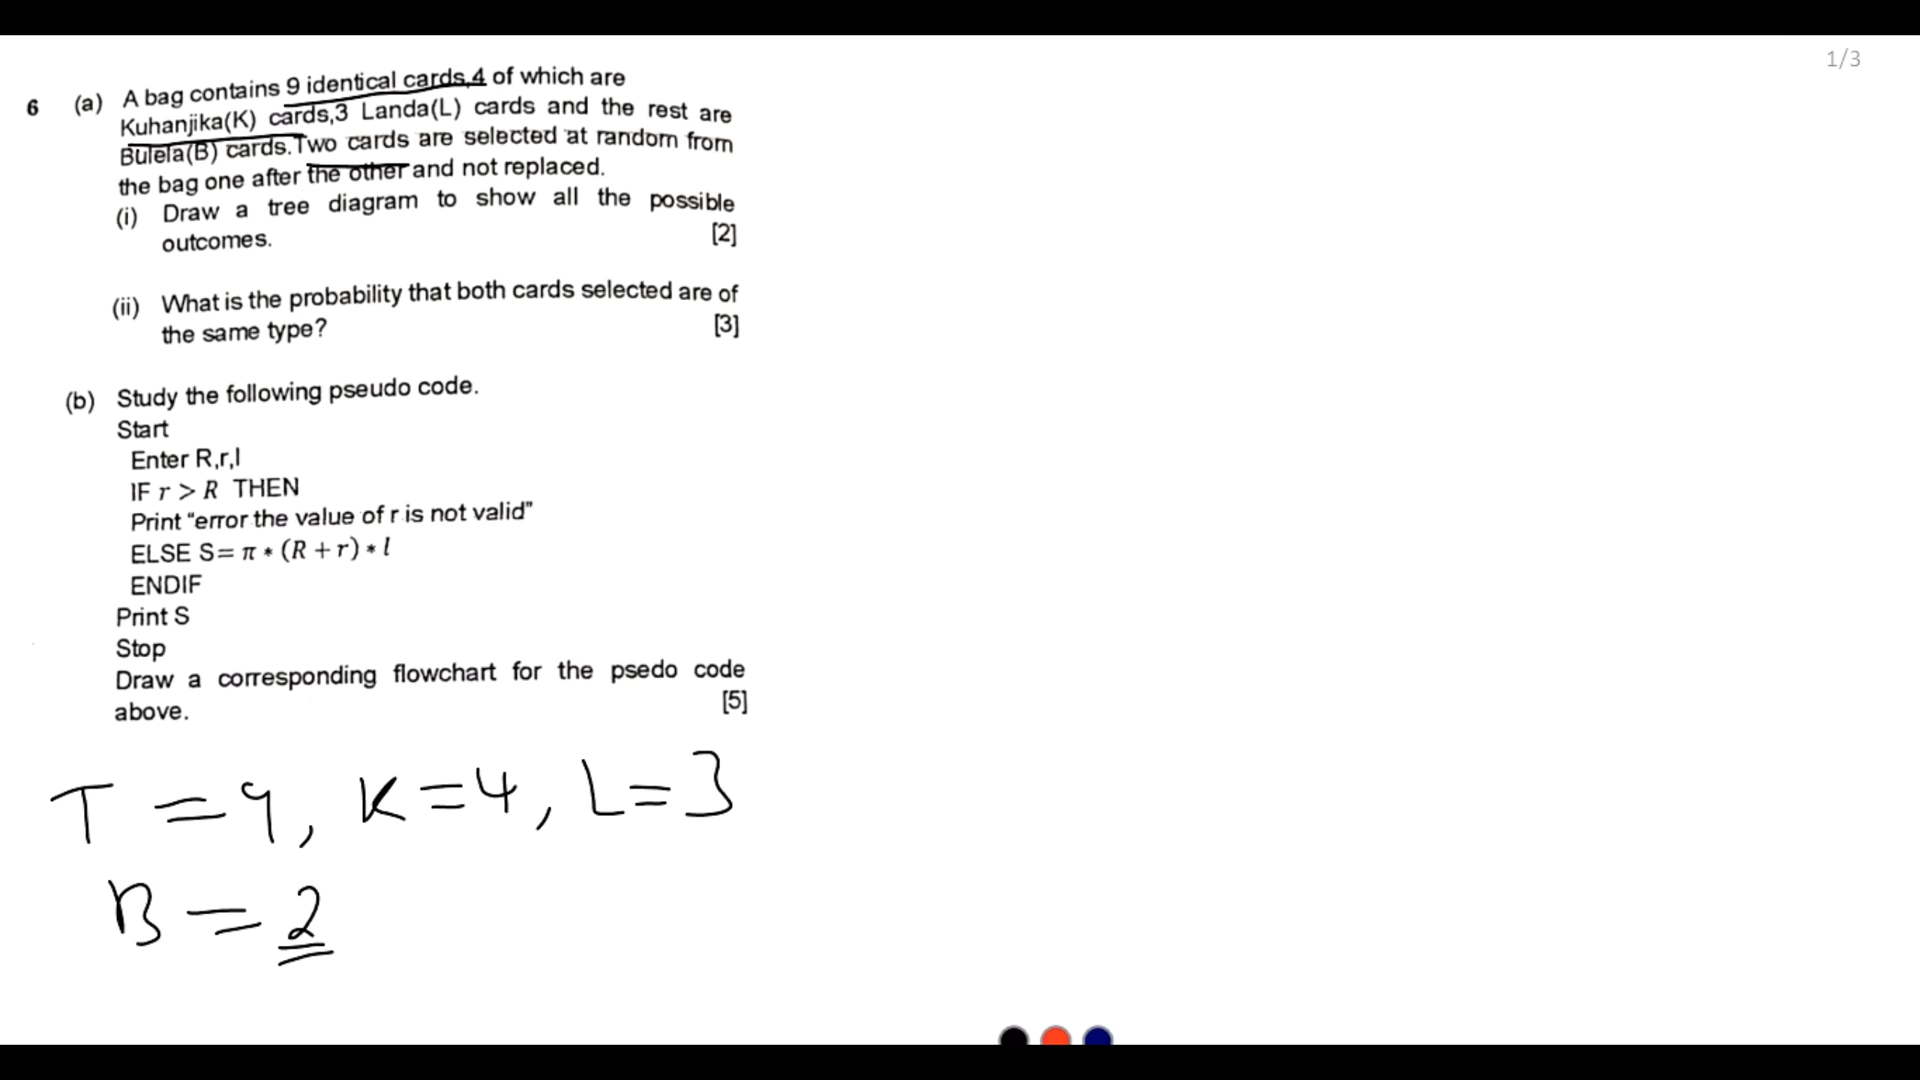 1/3
6 (a) A bag contains 9 identical cards,4 of which are
Kuhanjika(K) cards,3 Landa(L) cards and the rest are
Bulela(B) cards.Two cards are selected at random from
the bag one after the other and not replaced.
(i) Draw a tree diagram to show all the possible
outcomes. [2]
(ii) What is the probability that both cards selected are of
the same type? [3]
(b) Study the following pseudo code.
Start
Enter R,r,l
IF r > R THEN
Print “error the value of r is not valid”
ELSE S= π * (R + r) * l
ENDIF
Print S
Stop
Draw a corresponding flowchart for the psedo code
above. [5]
T = 9, K = 4, L = 3
B = 2